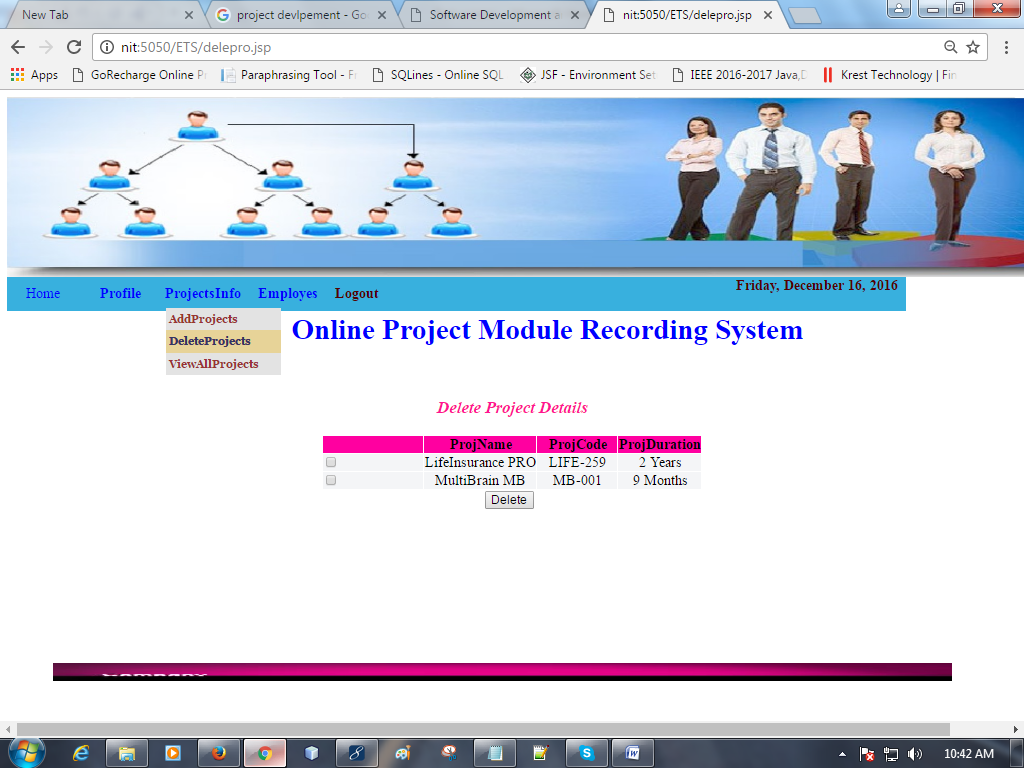 New Tab
project devlpement - Go
Software Development a
nit:5050/ETS/delepro.jsp
nit:5050/ETS/delepro.jsp
Apps
GoRecharge Online P
Paraphrasing Tool - F
SQLines - Online SQL
JSF - Environment Set
IEEE 2016-2017 Java,D
Krest Technology | Fin
Friday, December 16, 2016
Home Profile ProjectsInfo Employes Logout
AddProjects
DeleteProjects
ViewAllProjects
Online Project Module Recording System
Delete Project Details
ProjName ProjCode ProjDuration
LifeInsurance PRO LIFE-259 2 Years
MultiBrain MB MB-001 9 Months
Delete
10:42 AM